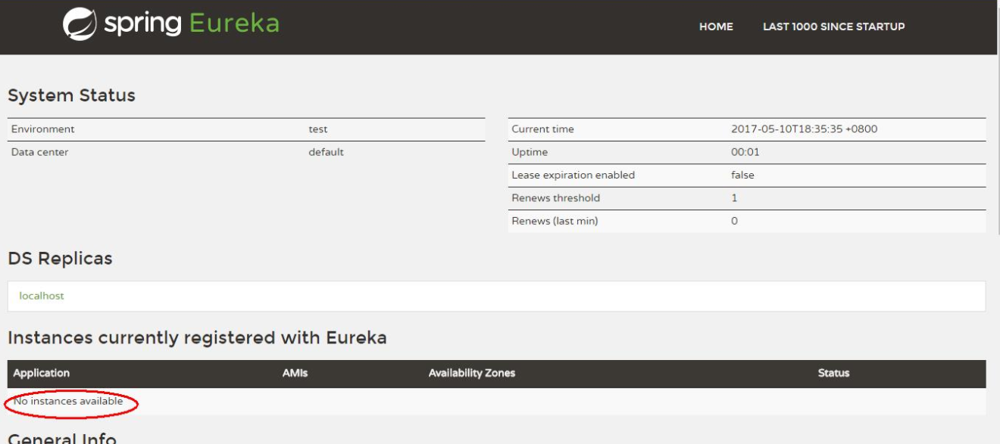 spring Eureka
HOME LAST 1000 SINCE STARTUP
System Status
Environment test
Data center default
Current time 2017-05-10T18:35:35 +0800
Uptime 00:01
Lease expiration enabled false
Renews threshold 1
Renews (last min) 0
DS Replicas
localhost
Instances currently registered with Eureka
Application AMIs Availability Zones Status
No instances available
General Info